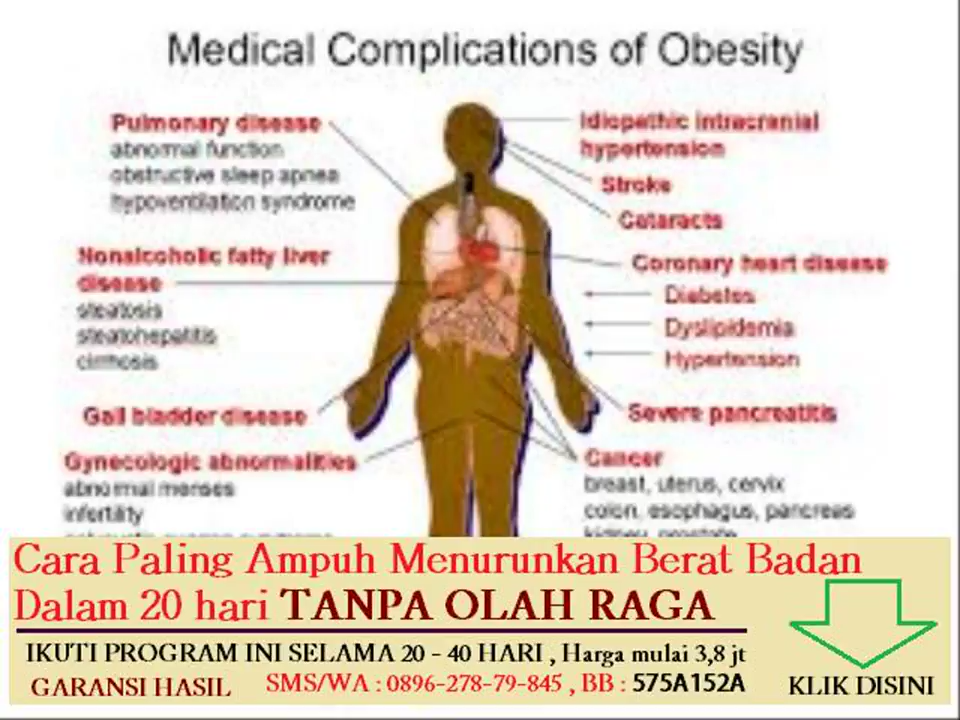 Medical Complications of Obesity
Pulmonary disease
abnormal function
obstructive sleep apnea
hypoventilation syndrome
Nonalcoholic fatty liver
disease
steatosis
steatohepatitis
cirrhosis
Gall bladder disease
Gynecologic abnormalities
abnormal menses
infertility
Idiopathic intracranial
hypertension
Stroke
Cataracts
Coronary heart disease
Diabetes
Dyslipidemia
Hypertension
Severe pancreatitis
Cancer
breast, uterus, cervix
colon, esophagus, pancreas
kidney, prostate
Cara Paling Ampuh Menurunkan Berat Badan
Dalam 20 hari TANPA OLAH RAGA
IKUTI PROGRAM INI SELAMA 20 - 40 HARI , Harga mulai 3,8 jt
GARANSI HASIL SMS/WA : 0896-278-79-845 , BB : 575A152A
KLIK DISINI